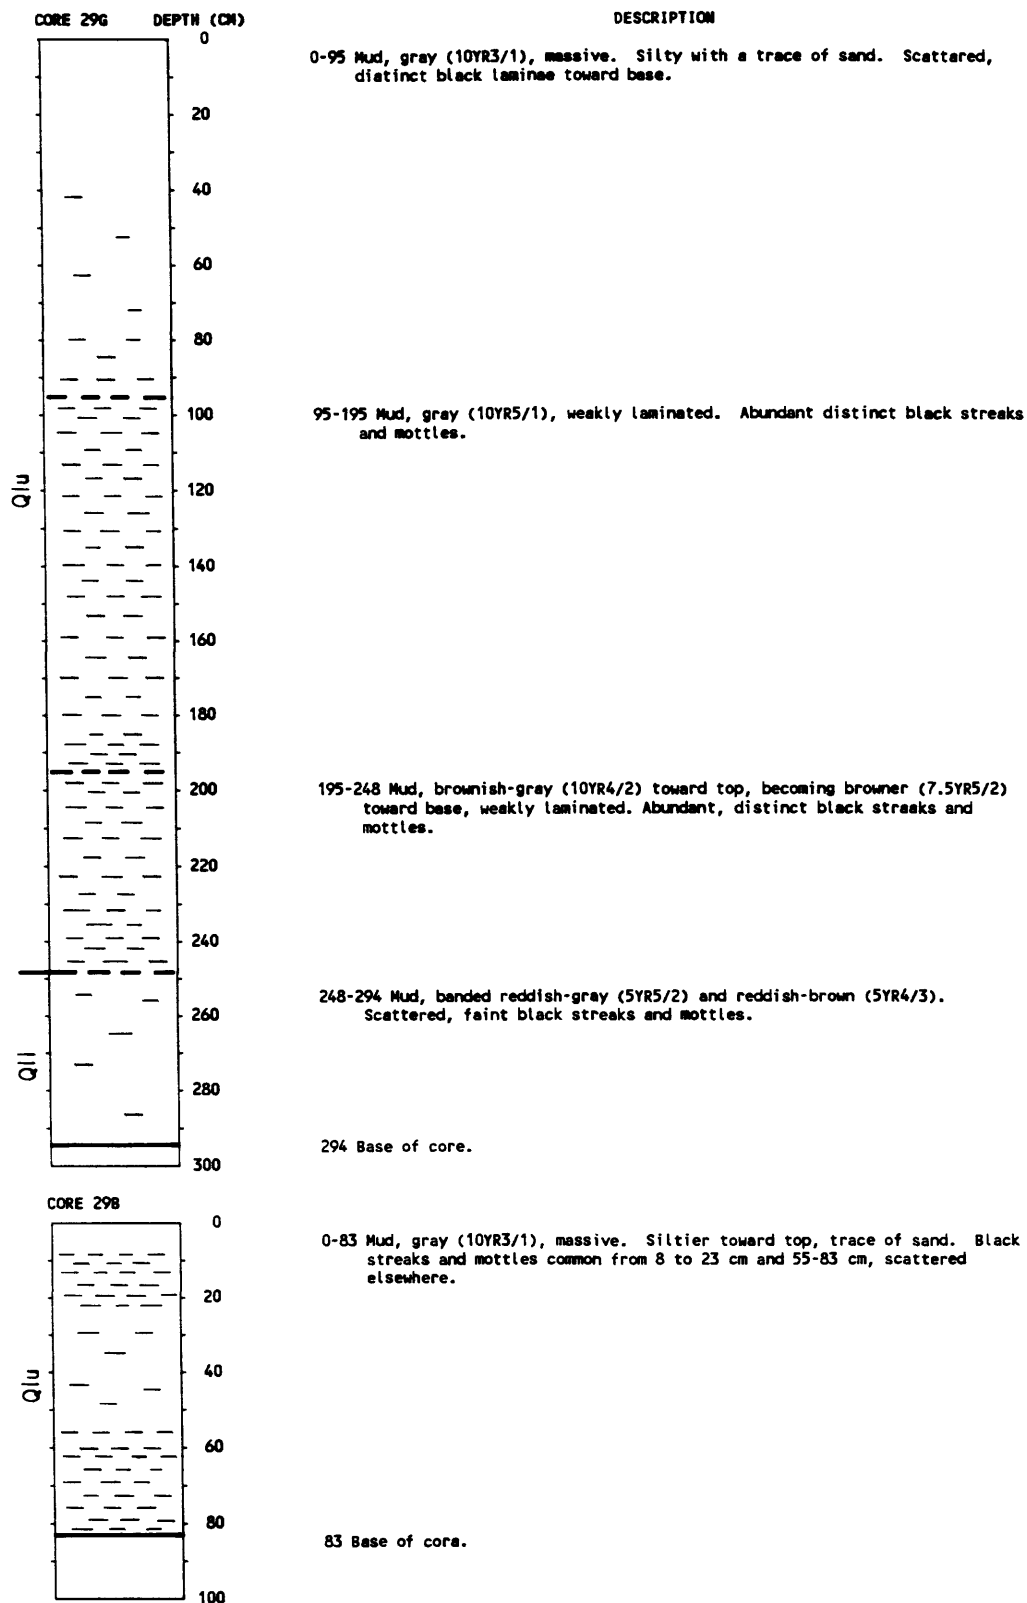 CORE 29G DEPTH (CM) DESCRIPTION
0
0-95 Mud, gray (10YR3/1), massive. Silty with a trace of sand. Scattared,
diatinct black laminae toward base.
20
40
60
80
100
95-195 Mud, gray (10YR5/1), weakly laminated. Abundant distinct black streaks
and mottles.
Qlu
120
140
160
180
200
195-248 Mud, brownish-gray (10YR4/2) toward top, becoming browner (7.5YR5/2)
toward base, weakly laminated. Abundant, distinct black straaks and
mottles.
220
240
248-294 Mud, banded reddish-gray (5YR5/2) and reddish-brown (5YR4/3).
Scattered, faint black streaks and mottles.
260
Qll
280
294 Base of core.
300
CORE 29B
0
0-83 Mud, gray (10YR3/1), massive. Siltier toward top, trace of sand. Black
streaks and mottles common from 8 to 23 cm and 55-83 cm, scattered
elsewhere.
20
40
Qlu
60
80
83 Base of cora.
100